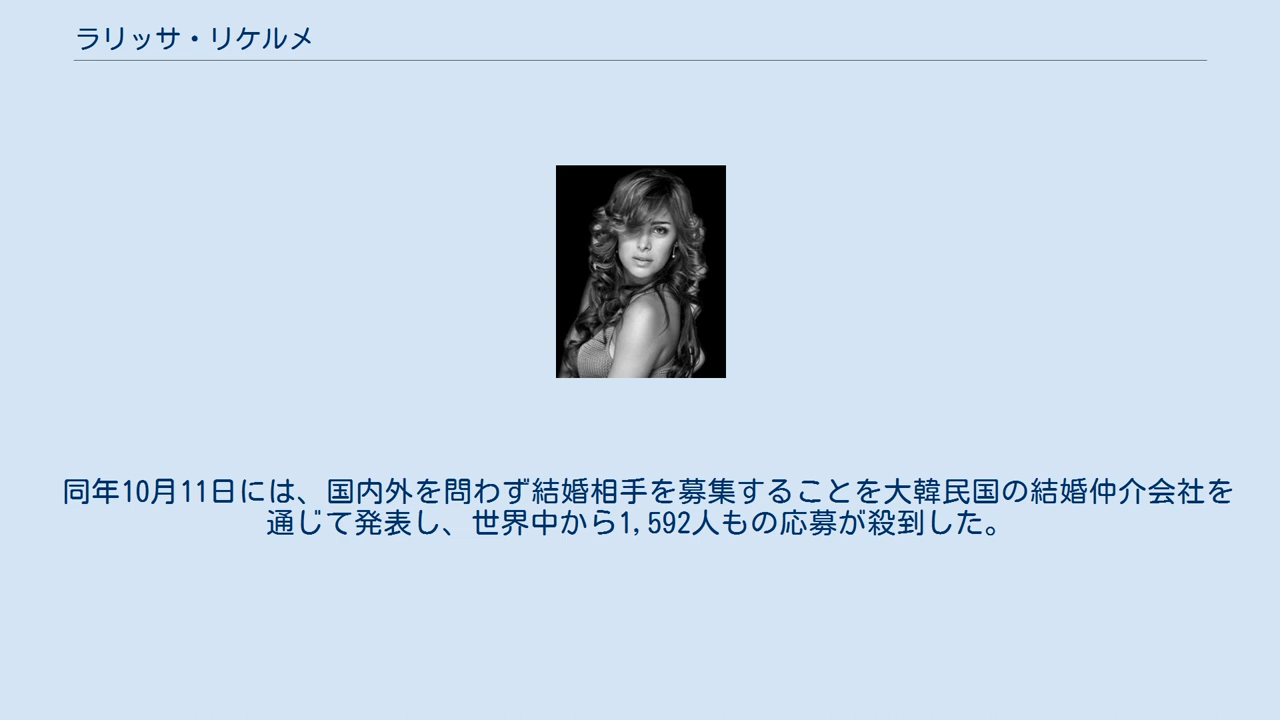 ラリッサ・リケルメ
同年10月11日には、国内外を問わず結婚相手を募集することを大韓民国の結婚仲介会社を
通じて発表し、世界中から1,592人もの応募が殺到した。